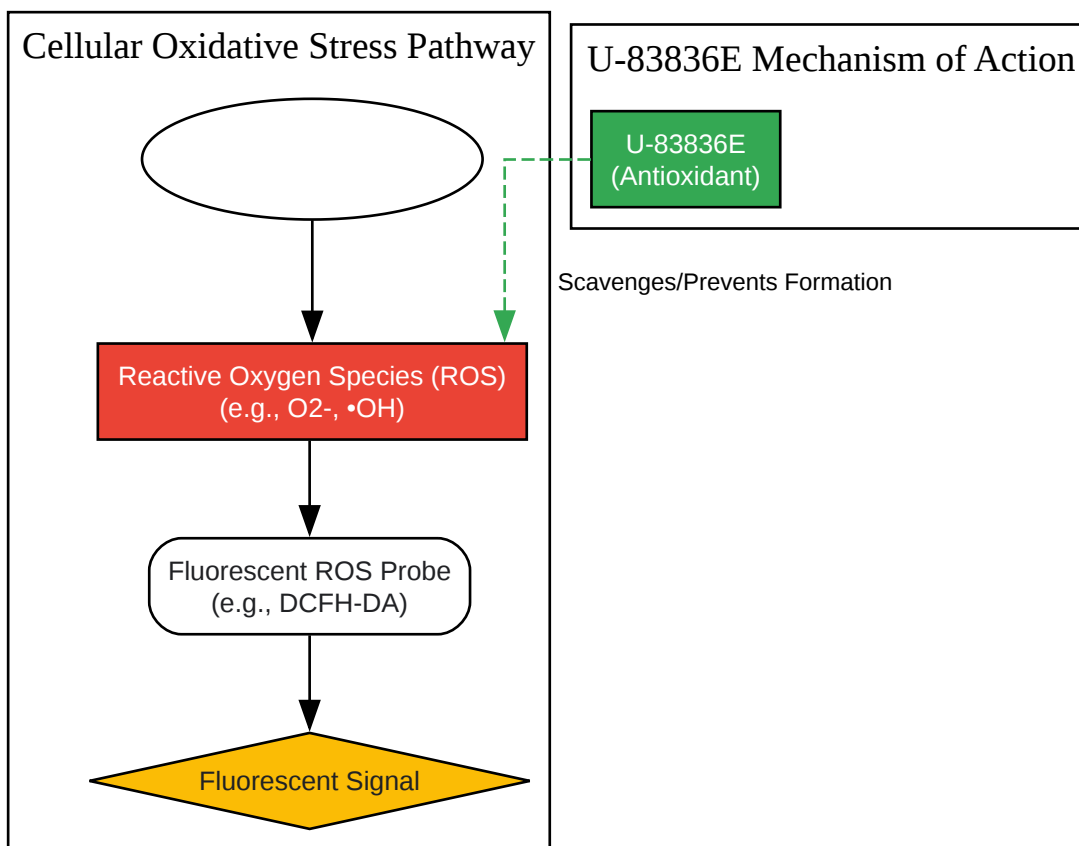 Cellular Oxidative Stress Pathway
U-83836E Mechanism of Action
U-83836E
(Antioxidant)
Scavenges/Prevents Formation
Reactive Oxygen Species (ROS)
(e.g., O2-, •OH)
Fluorescent ROS Probe
(e.g., DCFH-DA)
Fluorescent Signal